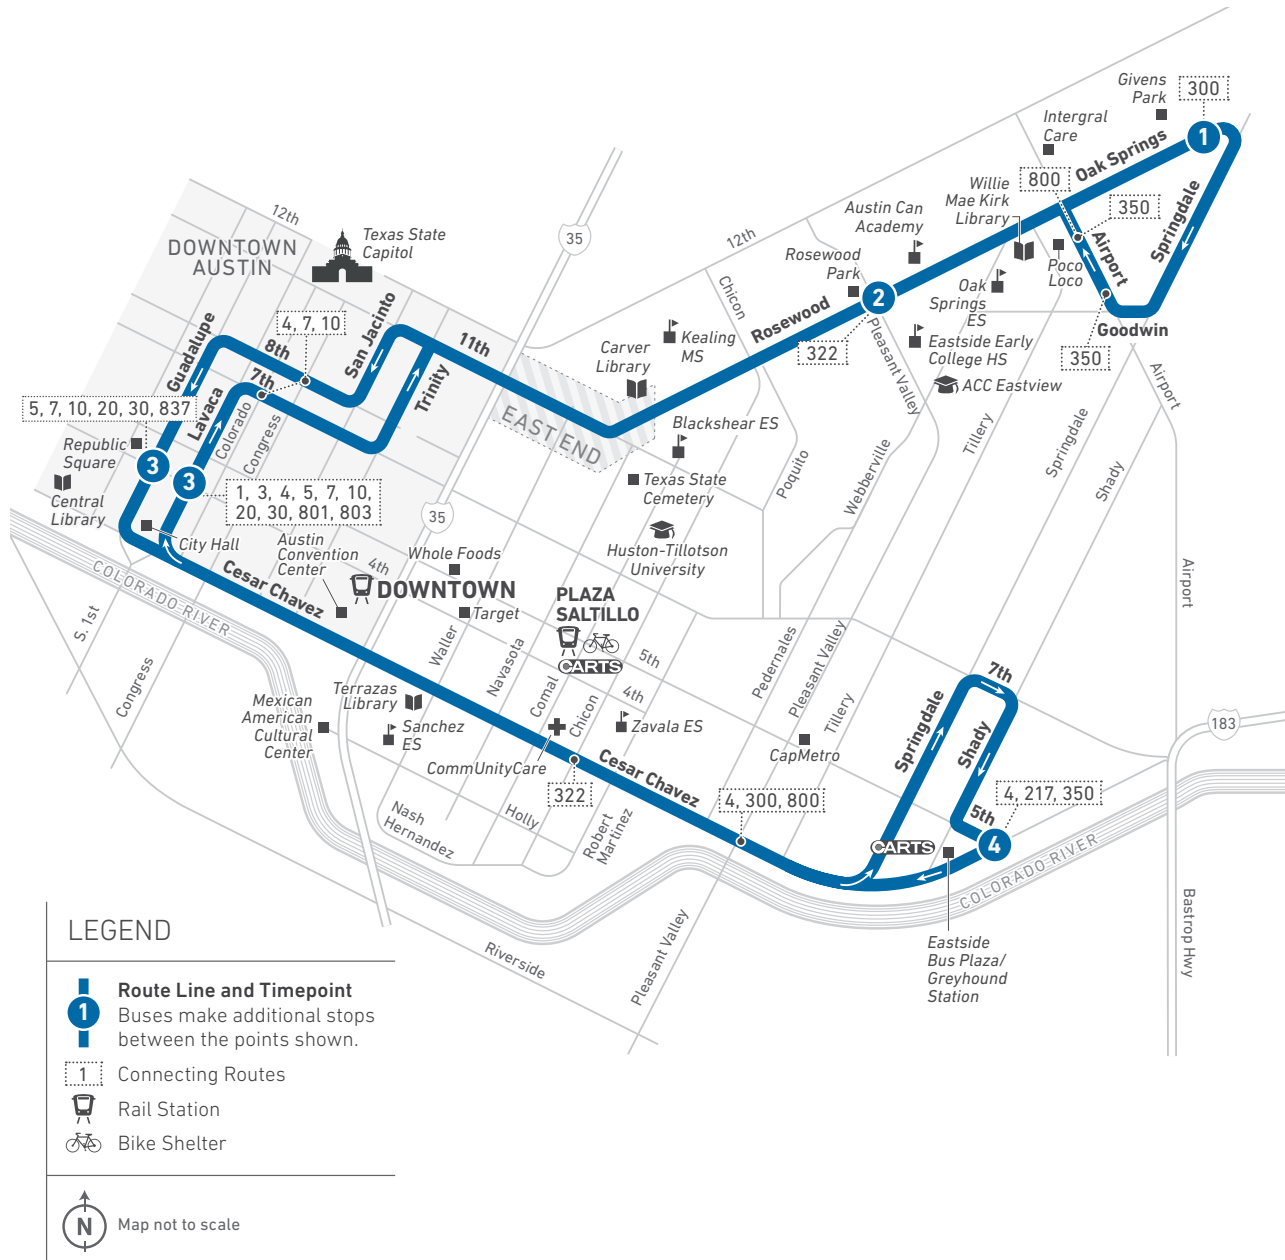 Givens
Park
300
Intergral
Care
1
Oak Springs
800
Willie
Mae Kirk
Library
350
Springdale
12th
35
Texas State
Capitol
DOWNTOWN
AUSTIN
Austin Can
Academy
12th
Airport
Rosewood
Park
Poco
Loco
2
Chicon
Oak
Springs
ES
San Jacinto
Guadalupe
4, 7, 10
8th
11th
Rosewood
Goodwin
Kealing
MS
322
Pleasant Valley
Eastside Early
College HS
350
Carver
Library
7th
Trinity
ACC Eastview
Airport
5, 7, 10, 20, 30, 837
Lavaca
Colorado
Congress
EAST END
Blackshear ES
Tillery
Springdale
Republic
Square
3
3
Webberville
Poquito
Shady
Texas State
Cemetery
Central
Library
1, 3, 4, 5, 7, 10,
20, 30, 801, 803
35
City Hall
Austin
Convention
Center
4th
Whole Foods
Huston-Tillotson
University
Airport
COLORADO RIVER
Cesar Chavez
DOWNTOWN
PLAZA
SALTILLO
Target
S. 1st
Waller
Navasota
CARTS
5th
Pedernales
Pleasant Valley
Tillery
7th
Congress
Comal
Chicon
4th
Springdale
Shady
Terrazas
Library
Mexican
American
Cultural
Center
Sanchez
ES
Zavala ES
183
CapMetro
CommUnityCare
Cesar Chavez
322
4, 300, 800
4, 217, 350
5th
Nash
Hernandez
Holly
Robert
Martinez
CARTS
4
COLORADO RIVER
Riverside
Pleasant Valley
Eastside
Bus Plaza/
Greyhound
Station
Bastrop Hwy
LEGEND
Route Line and Timepoint
1
Buses make additional stops
between the points shown.
1
Connecting Routes
Rail Station
Bike Shelter
N
Map not to scale